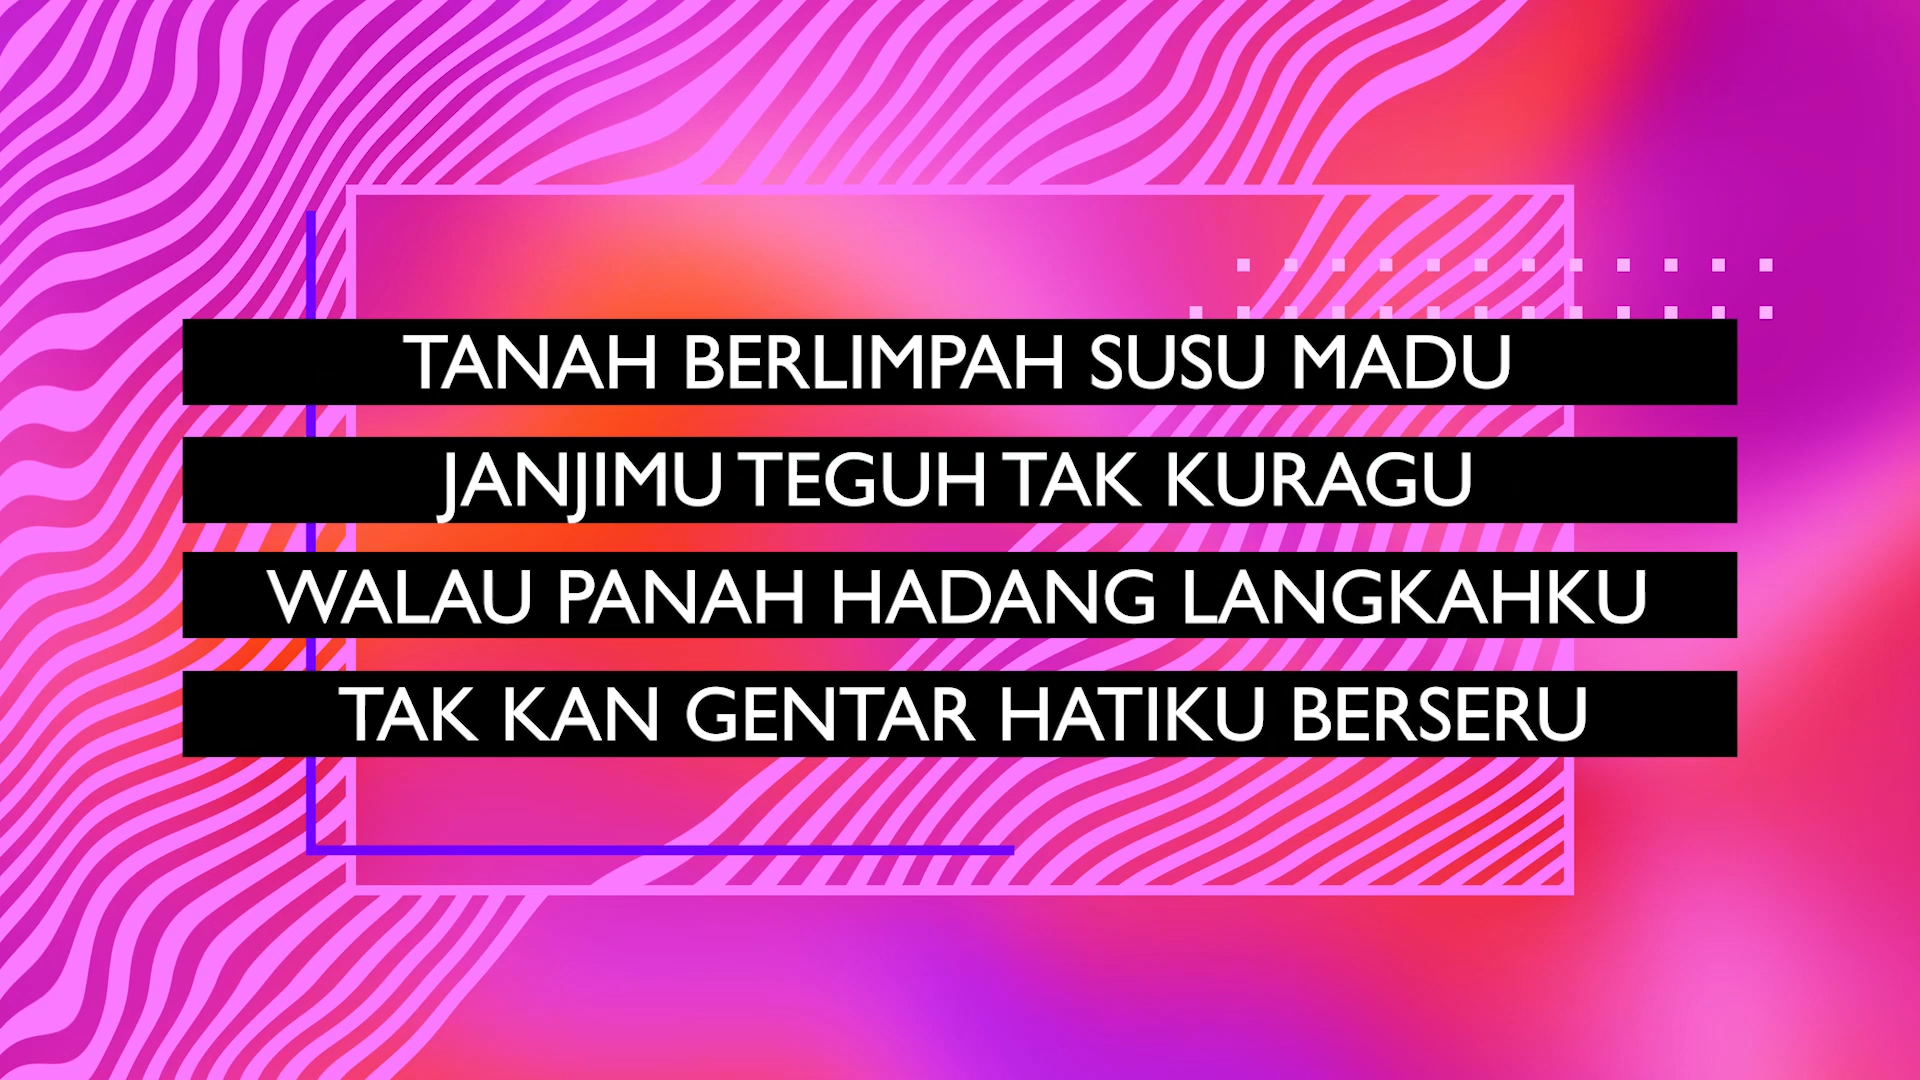 TANAH BERLIMPAH SUSU MADU
JANJIMU TEGUH TAK KURAGU
WALAU PANAH HADANG LANGKAHKU
TAK KAN GENTAR HATIKU BERSERU